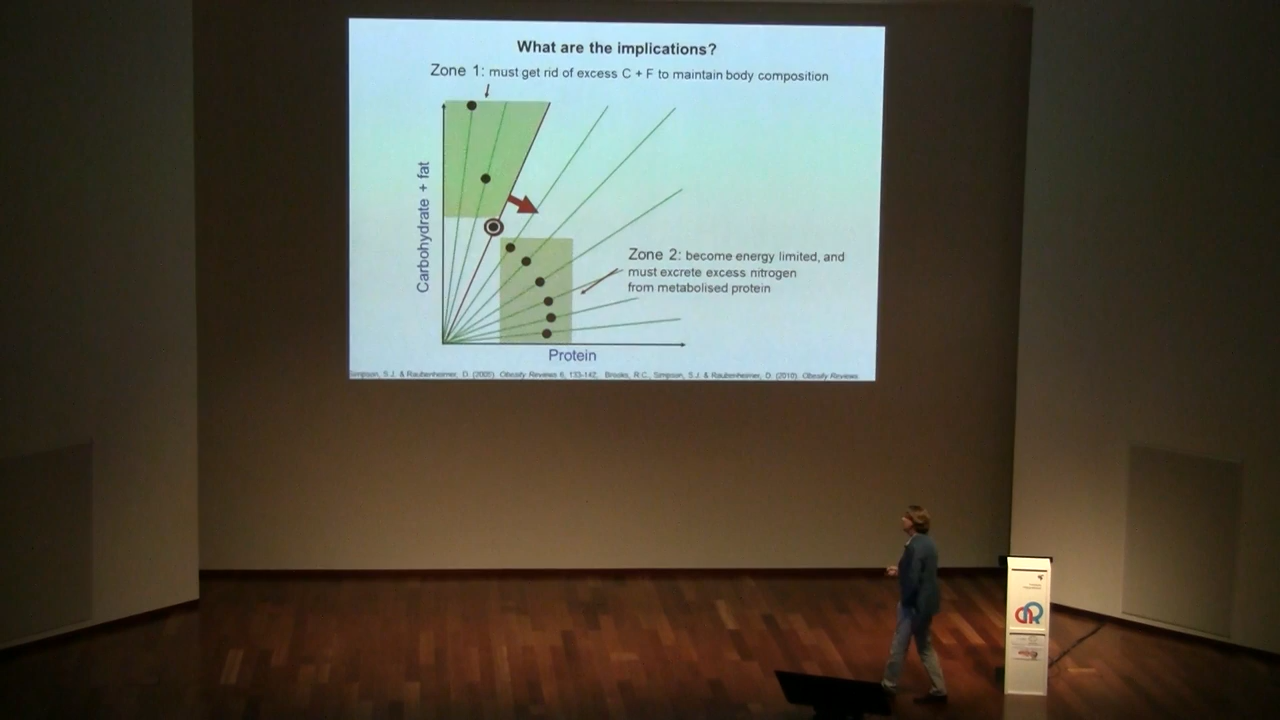 What are the implications?
Zone 1: must get rid of excess C + F to maintain body composition
Carbohydrate + fat
Zone 2: become energy limited, and
must excrete excess nitrogen
from metabolised protein
Protein
Simpson, S.J. & Raubenheimer, D. (2005). Obesity Reviews 6, 133-142, Brooks, R.C., Simpson, S.J. & Raubenheimer, D. (2010). Obesity Reviews